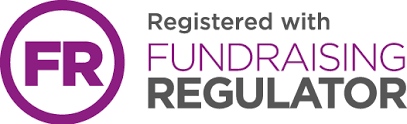 FR
Registered with
FUNDRAISING
REGULATOR